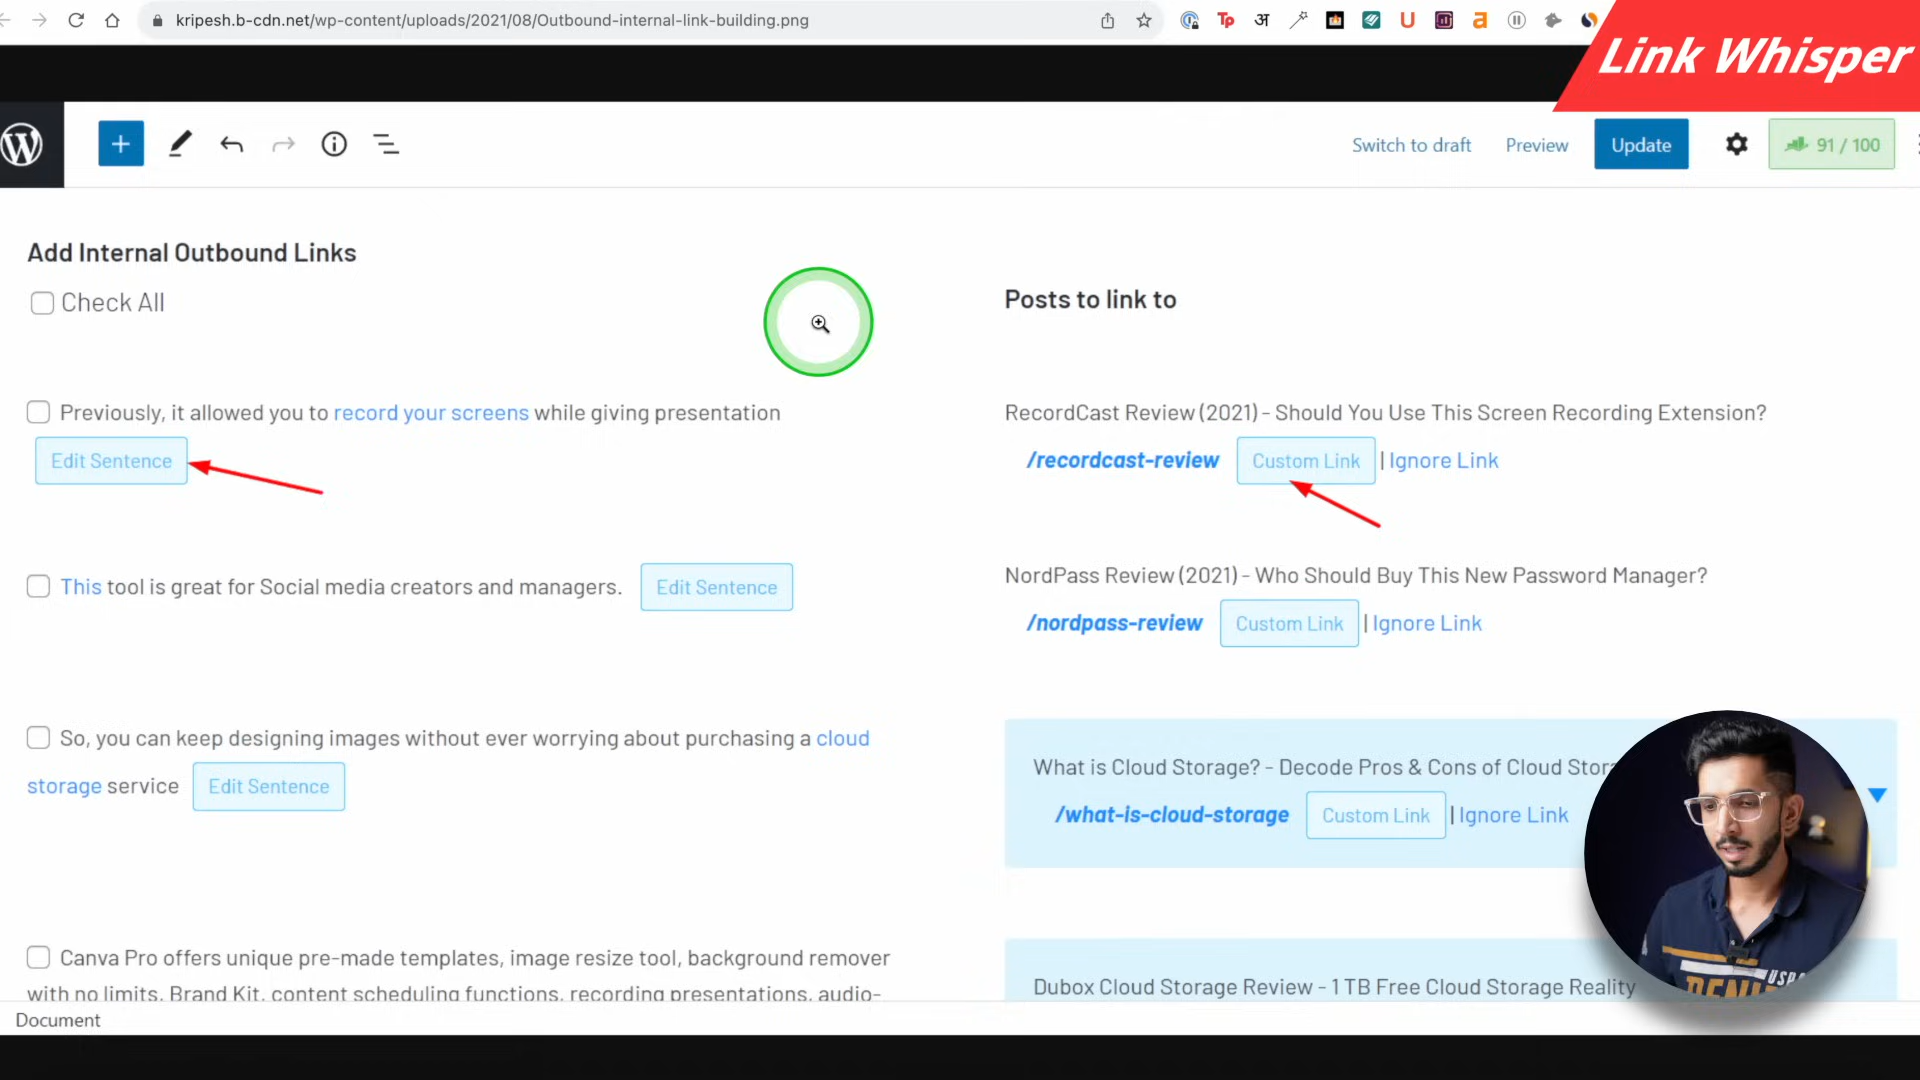 kripesh.b-cdn.net/wp-content/uploads/2021/08/Outbound-internal-link-building.png
Link Whisper
Switch to draft
Preview
Update
91 / 100
Add Internal Outbound Links
Check All
Posts to link to
Previously, it allowed you to record your screens while giving presentation
Edit Sentence
RecordCast Review (2021) - Should You Use This Screen Recording Extension?
/recordcast-review Custom Link | Ignore Link
This tool is great for Social media creators and managers. Edit Sentence
NordPass Review (2021) - Who Should Buy This New Password Manager?
/nordpass-review Custom Link | Ignore Link
So, you can keep designing images without ever worrying about purchasing a cloud
storage service Edit Sentence
What is Cloud Storage? - Decode Pros & Cons of Cloud Stora
/what-is-cloud-storage Custom Link | Ignore Link
Canva Pro offers unique pre-made templates, image resize tool, background remover
with no limits, Brand Kit, content scheduling functions, recording presentations, audio-
Dubox Cloud Storage Review - 1 TB Free Cloud Storage Reality
Document